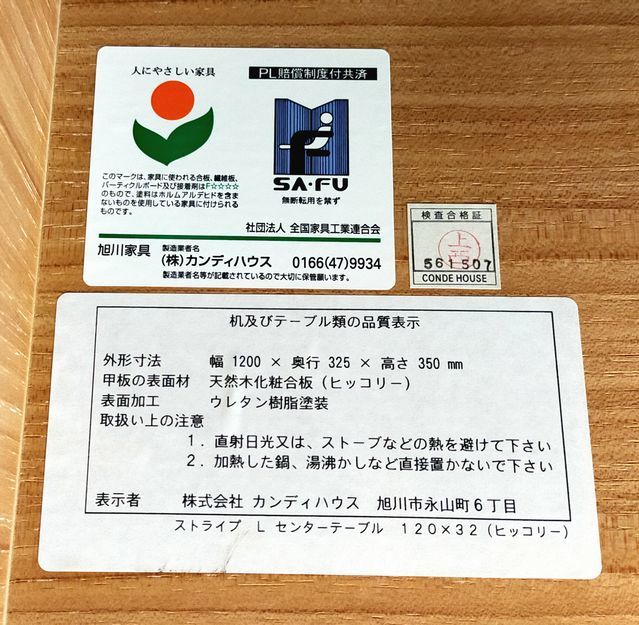 人にやさしい家具
PL賠償制度付共済
このマークは、家具に使われる合板、繊維板、
パーティクルボード及び接着剤はF☆☆☆☆
のもので、塗料はホルムアルデヒドを含ま
ないものを使用している家具に付けられる
ものです。
SA・FU
無断転用を禁ず
社団法人 全国家具工業連合会
旭川家具
製造業者名
(株)カンディハウス 0166(47)9934
製造業者名等が記載されているので大切に保管願います。
検査合格証
561507
CONDE HOUSE
机及びテーブル類の品質表示
外形寸法 幅 1200 × 奥行 325 × 高さ 350 mm
甲板の表面材 天然木化粧合板(ヒッコリー)
表面加工 ウレタン樹脂塗装
取扱い上の注意
1．直射日光又は、ストーブなどの熱を避けて下さい
2．加熱した鍋、湯沸かしなど直接置かないで下さい
表示者 株式会社 カンディハウス 旭川市永山町6丁目
ストライプ L センターテーブル 120×32(ヒッコリー)